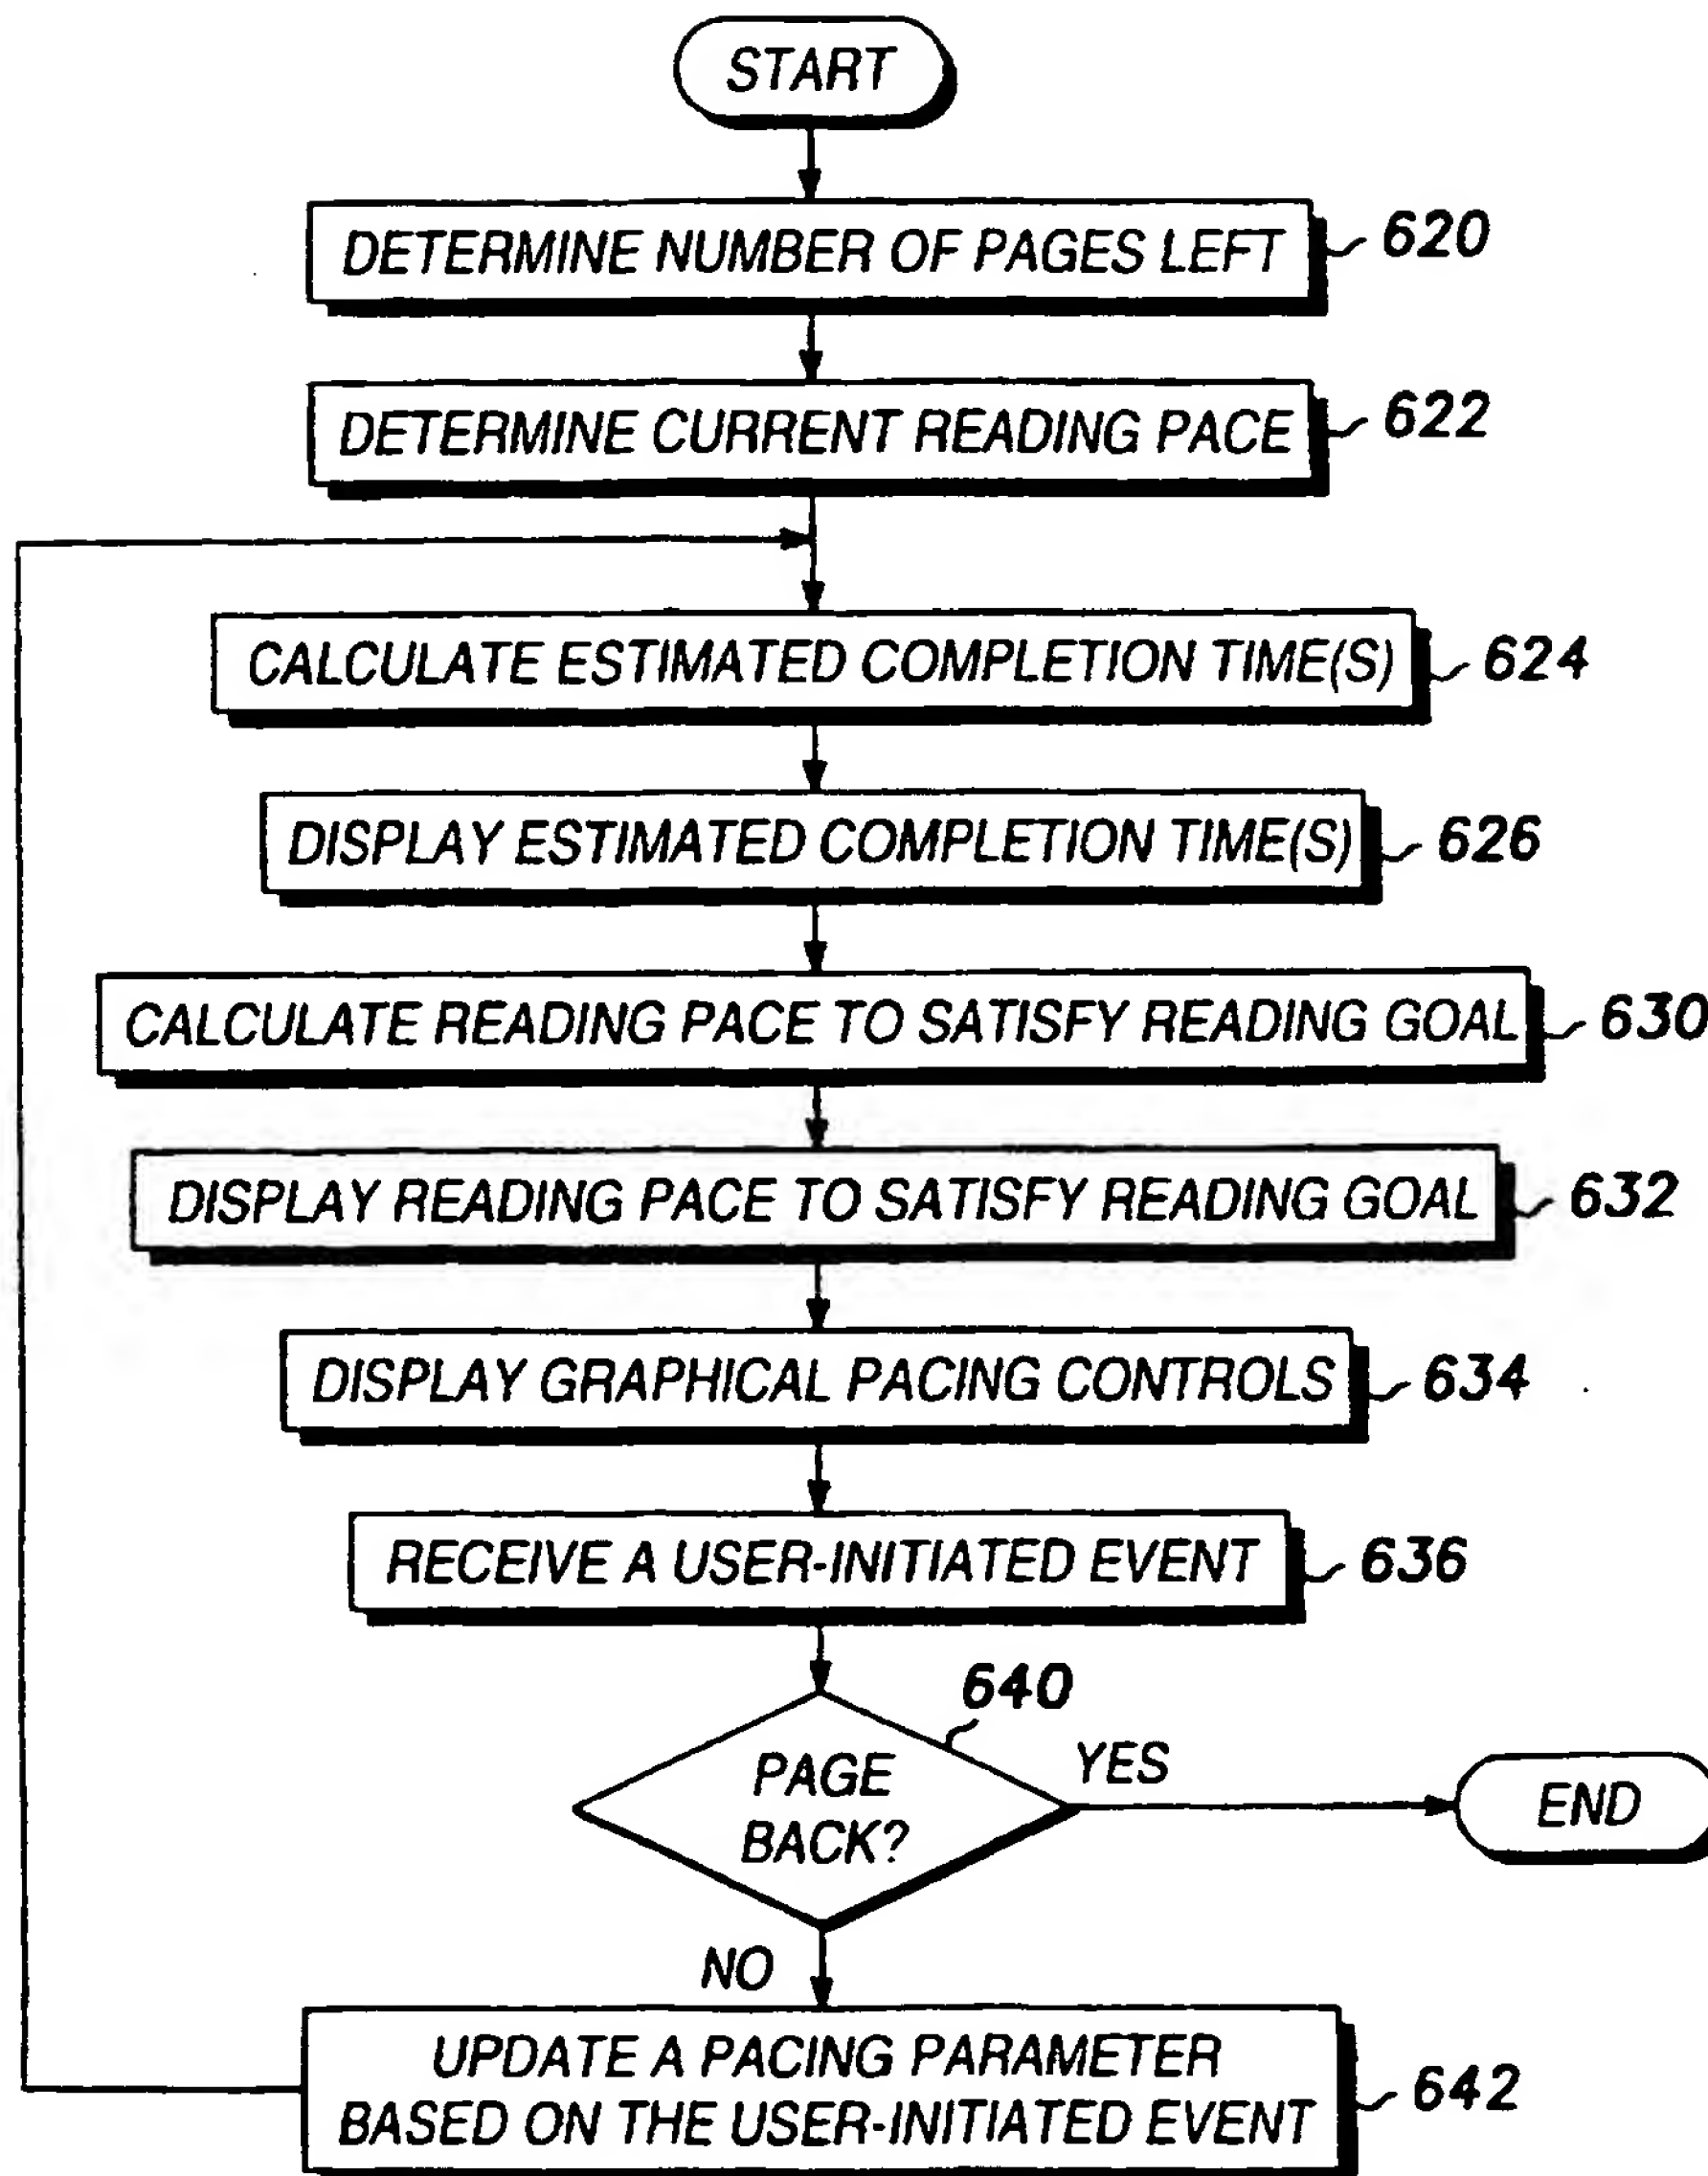 START
DETERMINE NUMBER OF PAGES LEFT
620
DETERMINE CURRENT READING PACE
622
CALCULATE ESTIMATED COMPLETION TIME(S)
624
DISPLAY ESTIMATED COMPLETION TIME(S)
626
CALCULATE READING PACE TO SATISFY READING GOAL
630
DISPLAY READING PACE TO SATISFY READING GOAL
632
DISPLAY GRAPHICAL PACING CONTROLS
634
RECEIVE A USER-INITIATED EVENT
636
640
PAGE
BACK?
YES
END
NO
UPDATE A PACING PARAMETER
BASED ON THE USER-INITIATED EVENT
642